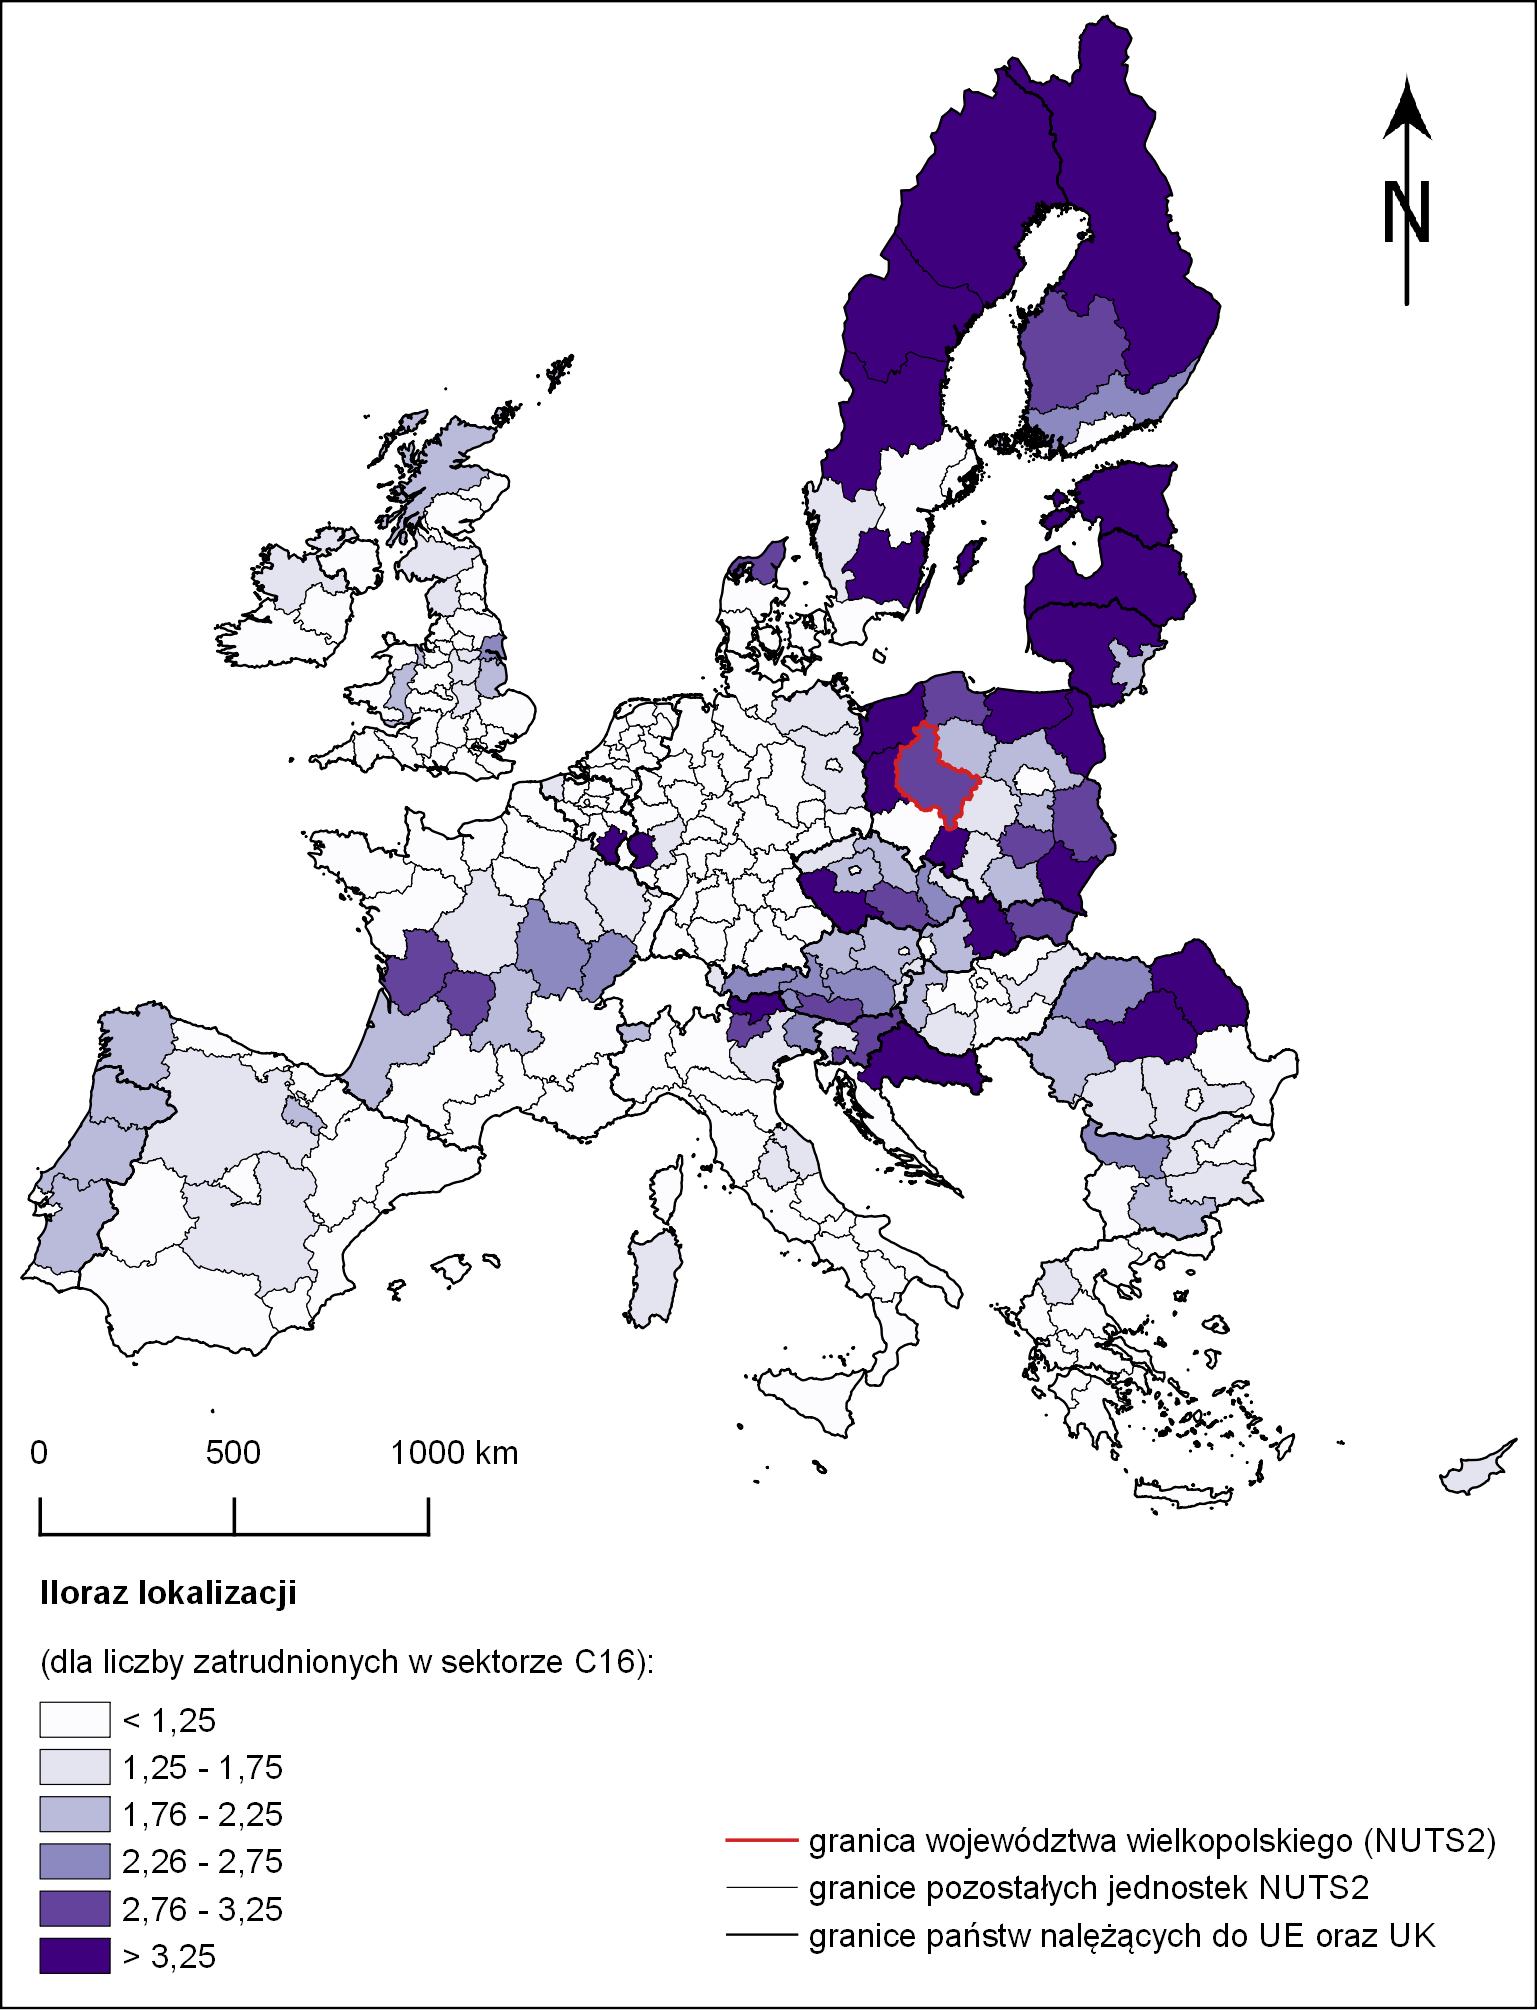 N
0 500 1000 km
Iloraz lokalizacji
(dla liczby zatrudnionych w sektorze C16):
< 1,25
1,25 - 1,75
1,76 - 2,25
2,26 - 2,75
2,76 - 3,25
> 3,25
granica województwa wielkopolskiego (NUTS2)
granice pozostałych jednostek NUTS2
granice państw nalężących do UE oraz UK